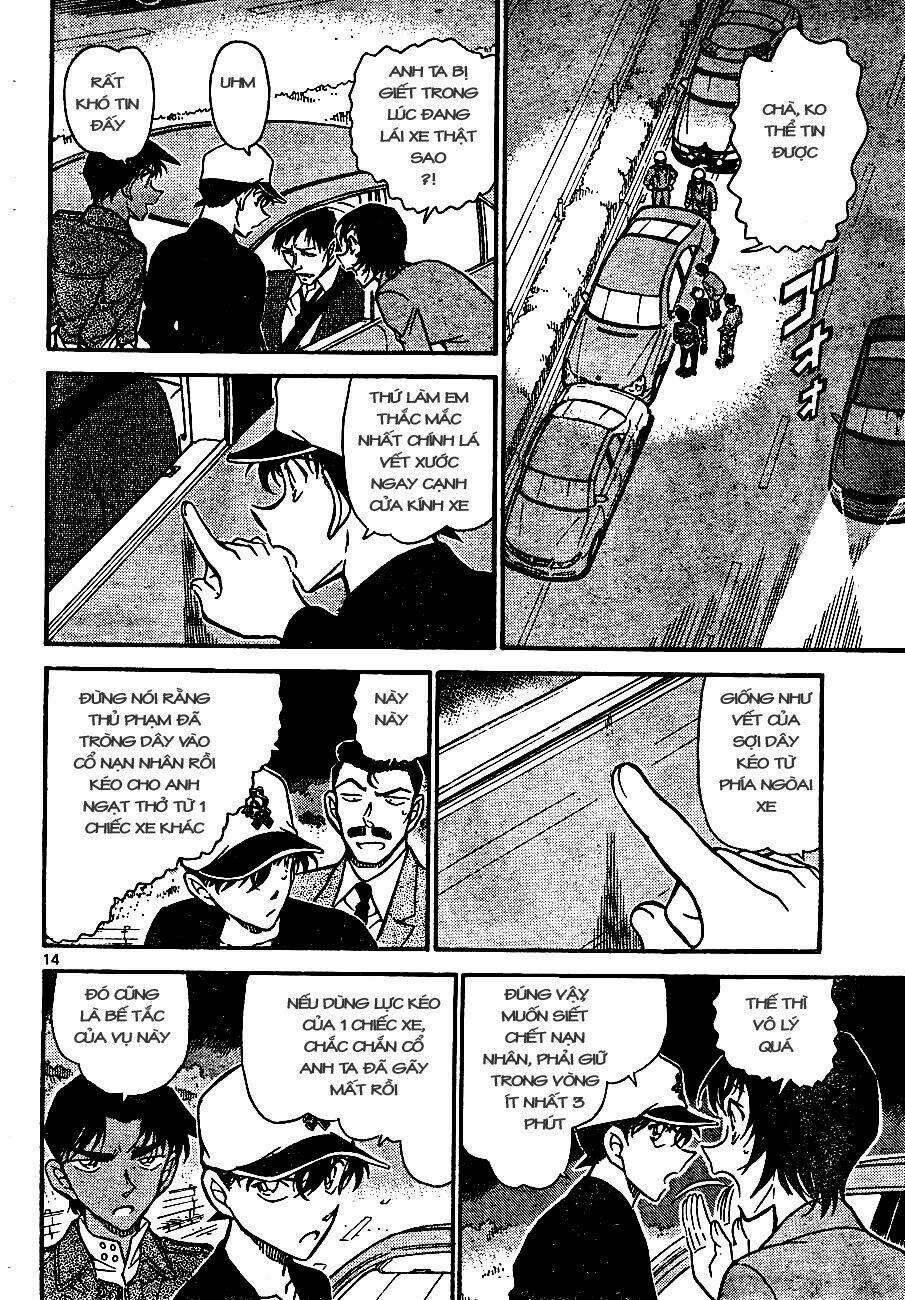 CHÀ, KO
THỂ TIN
ĐƯỢC
ブオオオ
ANH TA BỊ
GIẾT TRONG
LÚC ĐANG
LÁI XE THẬT
SAO
?!
UHM
RẤT
KHÓ TIN
ĐẤY
THỨ LÀM EM
THẮC MẮC
NHẤT CHÍNH LÁ
VẾT XƯỚC
NGAY CẠNH
CỬA KÍNH XE
GIỐNG NHƯ
VẾT CỦA
SỢI DÂY
KÉO TỪ
PHÍA NGÒAI
XE
NÀY
NÀY
ĐỪNG NÓI RẰNG
THỦ PHẠM ĐÃ
TRÒNG DÂY VÀO
CỔ NẠN NHÂN RỒI
KÉO CHO ANH
NGẠT THỞ TỪ 1
CHIẾC XE KHÁC
14
THẾ THÌ
VÔ LÝ
QUÁ
ĐÚNG VẬY,
MUỐN SIẾT
CHẾT NẠN
NHÂN, PHẢI GIỮ
TRONG VÒNG
ÍT NHẤT 3
PHÚT
NẾU DÙNG LỰC KÉO
CỦA 1 CHIẾC XE,
CHẮC CHẮN CỔ
ANH TA ĐÃ GÃY
MẤT RỒI
ĐÓ CŨNG
LÀ BẾ TẮC
CỦA VỤ NÀY